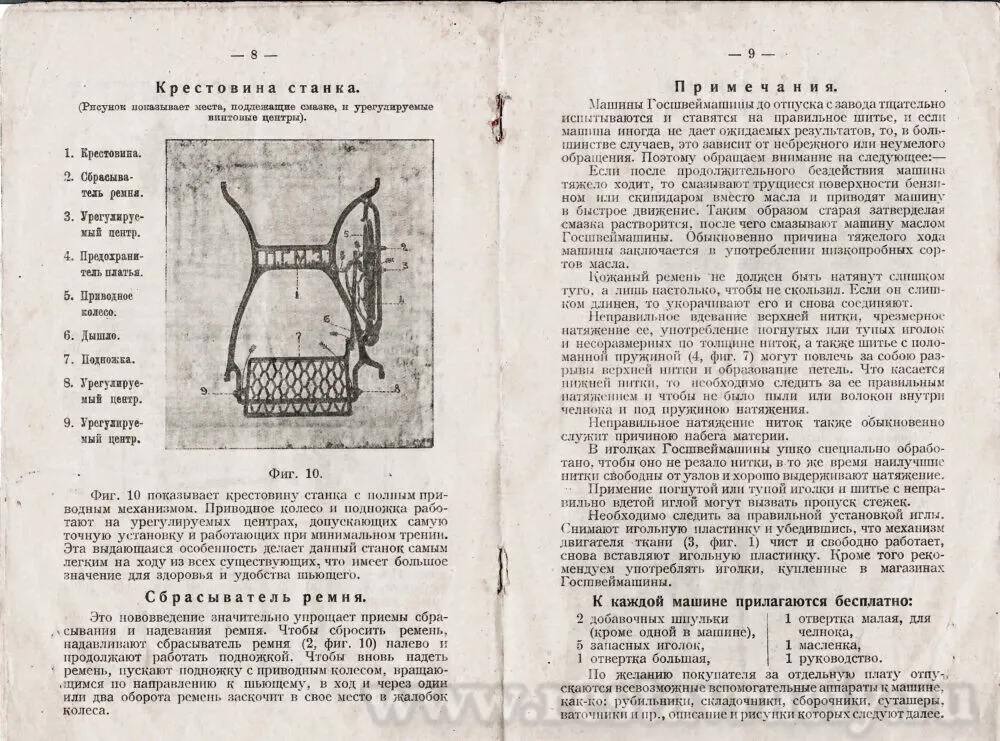 — 8 —
Крестовина станка.
(Рисунок показывает места, подлежащие смазке, и урегулируемые
винтовые центры).
1. Крестовина.
2. Сбрасыва-
тель ремня.
3. Урегулируе-
мый центр.
4. Предохрани-
тель платья.
5. Приводное
колесо.
6. Дышло.
7. Подножка.
8. Урегулируе-
мый центр.
9. Урегулируе-
мый центр.
Фиг. 10.
Фиг. 10 показывает крестовину станка с полным при-
водным механизмом. Приводное колесо и подножка рабо-
тают на урегулируемых центрах, допускающих самую
точную установку и работающих при минимальном трении.
Эта выдающаяся особенность делает данный станок самым
легким на ходу из всех существующих, что имеет большое
значение для здоровья и удобства шьющего.
Сбрасыватель ремня.
Это нововведение значительно упрощает приемы сбра-
сывания и надевания ремня. Чтобы сбросить ремень,
надавливают сбрасыватель ремня (2, фиг. 10) налево и
продолжают работать подножкой. Чтобы вновь надеть
ремень, пускают подножку с приводным колесом, вращаю-
щимся по направлению к шьющему, в ход и через один
или два оборота ремень заскочит в свое место в жалобок
колеса.
— 9 —
Примечания.
Машины Госшвеймашины до отпуска с завода тщательно
испытываются и ставятся на правильное шитье, и если
машина иногда не дает ожидаемых результатов, то, в боль-
шинстве случаев, это зависит от небрежного или неумелого
обращения. Поэтому обращаем внимание на следующее:—
Если после продолжительного бездействия машина
тяжело ходит, то смазывают трущиеся поверхности бензи-
ном или скипидаром вместо масла и приводят машину
в быстрое движение. Таким образом старая затверделая
смазка растворится, после чего смазывают машину маслом
Госшвеймашины. Обыкновенно причина тяжелого хода
машины заключается в употреблении низкопробных сор-
тов масла.
Кожаный ремень не должен быть натянут слишком
туго, а лишь настолько, чтобы не скользил. Если он слиш-
ком длинен, то укорачивают его и снова соединяют.
Неправильное вдевание верхней нитки, чрезмерное
натяжение ее, употребление погнутых или тупых иголок
и несоразмерных по толщине ниток, а также шитье с поло-
манной пружиной (4, фиг. 7) могут повлечь за собою раз-
рывы верхней нитки и образование петель. Что касается
нижней нитки, то необходимо следить за ее правильным
натяжением и чтобы не было пыли или волокон внутри
челнока и под пружиною натяжения.
Неправильное натяжение ниток также обыкновенно
служит причиною набега материи.
В иголках Госшвеймашины ушко специально обрабо-
тано, чтобы оно не резало нитки, в то же время наилучшие
нитки свободны от узлов и хорошо выдерживают натяжение.
Примение погнутой или тупой иголки и шитье с непра-
вильно вдетой иглой могут вызвать пропуск стежек.
Необходимо следить за правильной установкой иглы.
Снимают игольную пластинку и убедившись, что механизм
двигателя ткани (3, фиг. 1) чист и свободно работает,
снова вставляют игольную пластинку. Кроме того реко-
мендуем употреблять иголки, купленные в магазинах
Госшвеймашины.
К каждой машине прилагаются бесплатно:
2 добавочных шпульки
(кроме одной в машине),
5 запасных иголок,
1 отвертка большая,
1 отвертка малая, для
челнока,
1 масленка,
1 руководство.
По желанию покупателя за отдельную плату отпу-
скаются всевозможные вспомогательные аппараты к машине,
как-ко: рубильники, складочники, сборочники, суташеры,
ваточники и пр., описание и рисунки которых следуют далее.